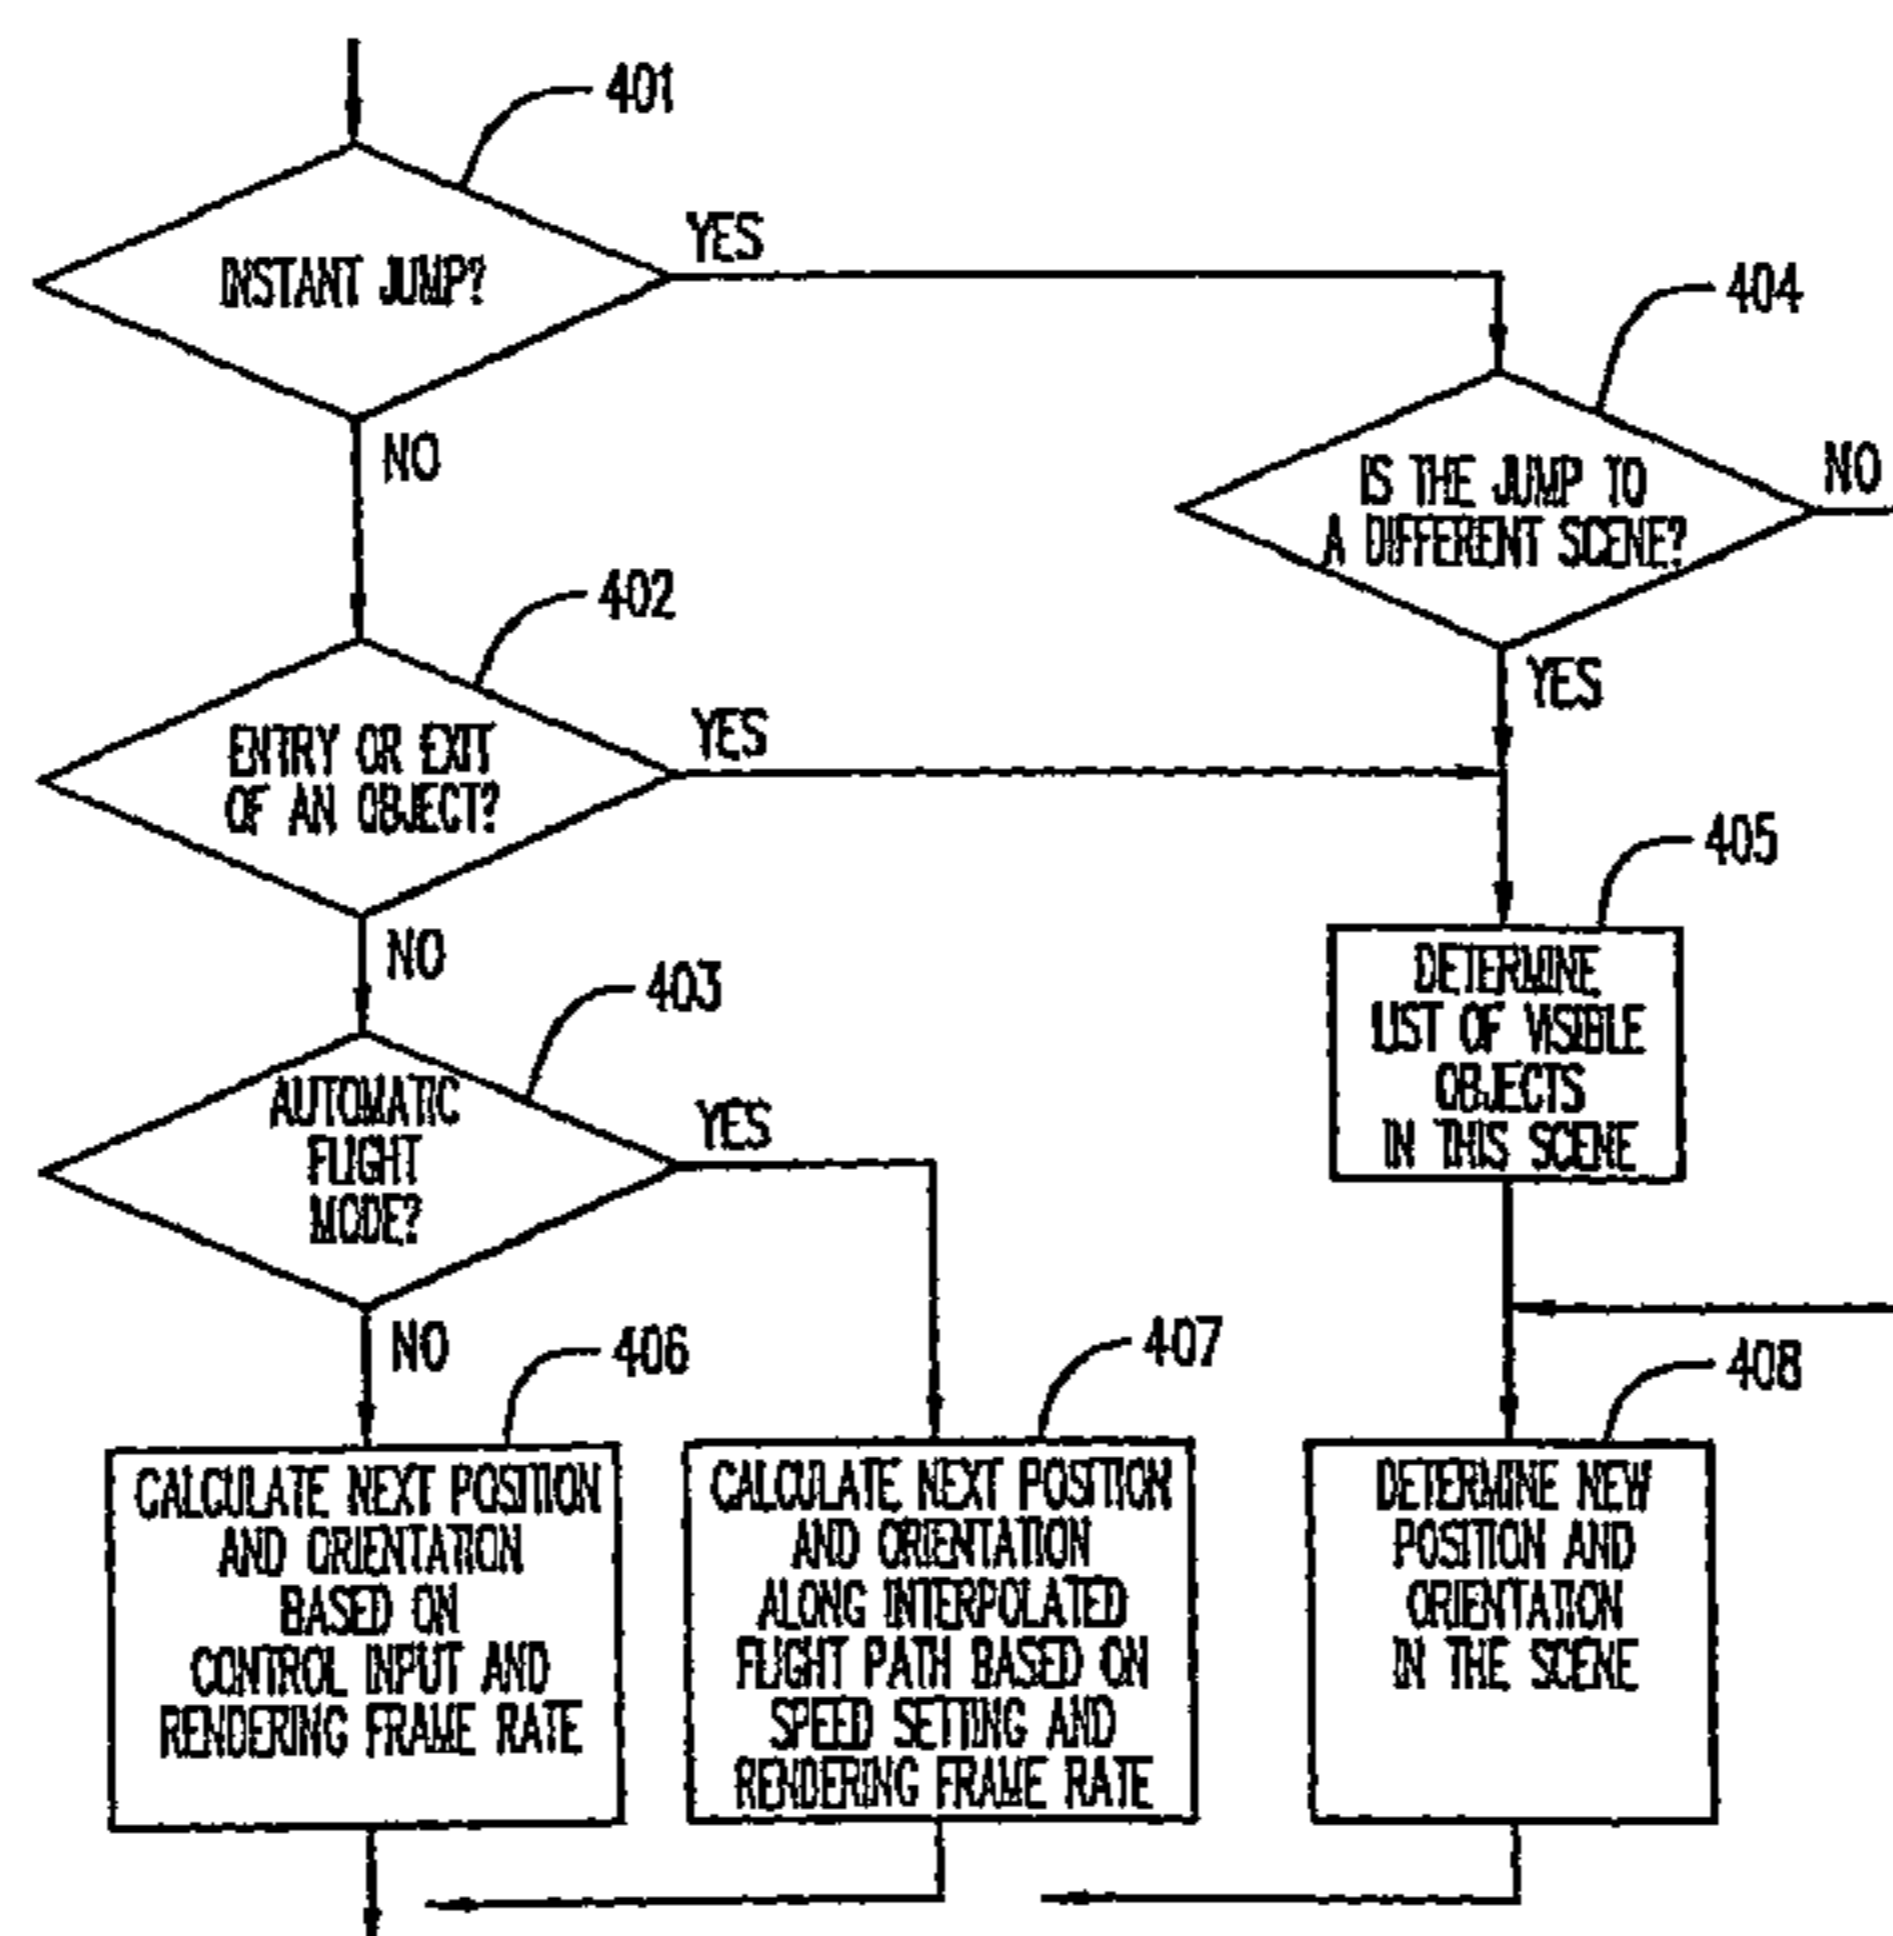 401
INSTANT JUMP?
YES
NO
404
IS THE JUMP TO
A DIFFERENT SCENE?
NO
YES
402
ENTRY OR EXIT
OF AN OBJECT?
YES
NO
405
DETERMINE
LIST OF VISIBLE
OBJECTS
IN THIS SCENE
403
AUTOMATIC
FLIGHT
MODE?
YES
NO
406
CALCULATE NEXT POSITION
AND ORIENTATION
BASED ON
CONTROL INPUT AND
RENDERING FRAME RATE
407
CALCULATE NEXT POSITION
AND ORIENTATION
ALONG INTERPOLATED
FLIGHT PATH BASED ON
SPEED SETTING AND
RENDERING FRAME RATE
408
DETERMINE NEW
POSITION AND
ORIENTATION
IN THE SCENE